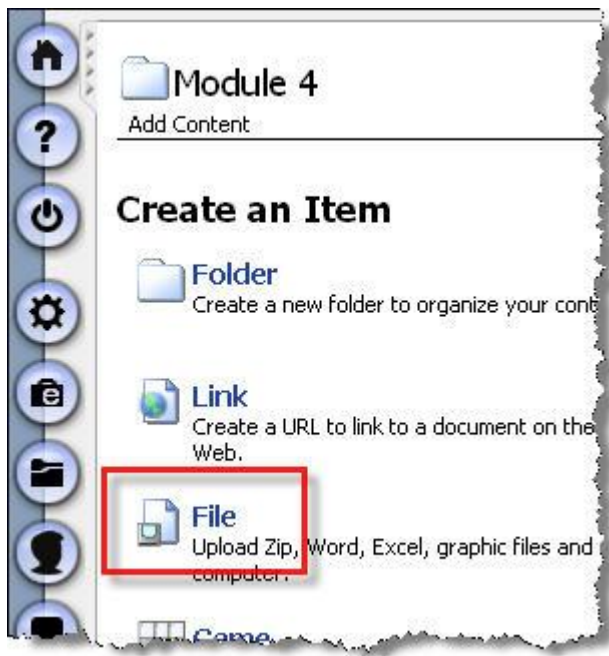 Module 4
Add Content
Create an Item
Folder
Create a new folder to organize your cont
Link
Create a URL to link to a document on the
Web.
File
Upload Zip, Word, Excel, graphic files and
computer.
Game